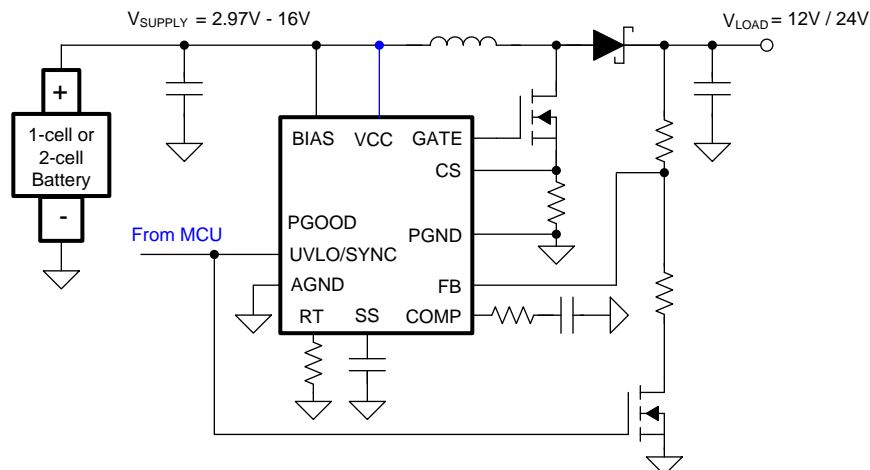 VSUPPLY = 2.97V - 16V
VLOAD = 12V / 24V
+
1-cell or
2-cell
Battery
-
BIAS
VCC
GATE
CS
PGOOD
PGND
From MCU
UVLO/SYNC
AGND
FB
RT
SS
COMP